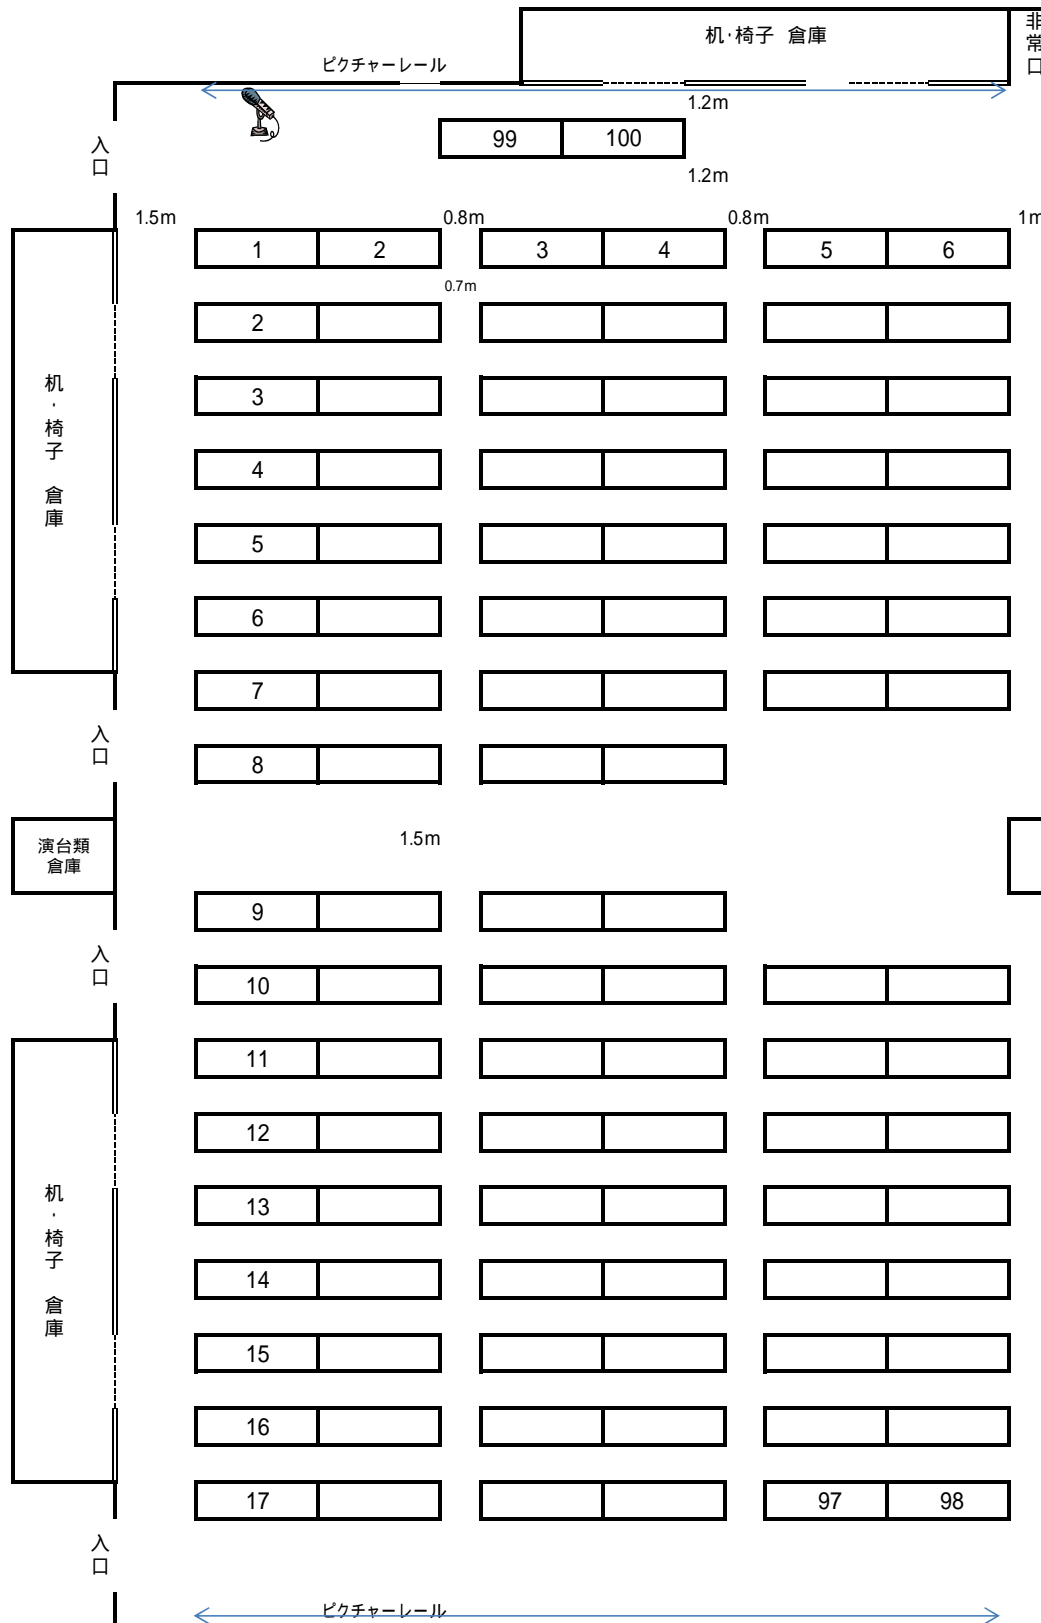 机・椅子 倉庫
非常口
ピクチャーレール
1.2m
入口
99 100
1.2m
1.5m 0.8m 0.8m 1m
1 2 3 4 5 6
0.7m
2
3
机・椅子 倉庫
4
5
6
7
入口
8
演台類
倉庫
1.5m
9
入口
10
11
12
机・椅子 倉庫
13
14
15
16
17 97 98
入口
ピクチャーレール